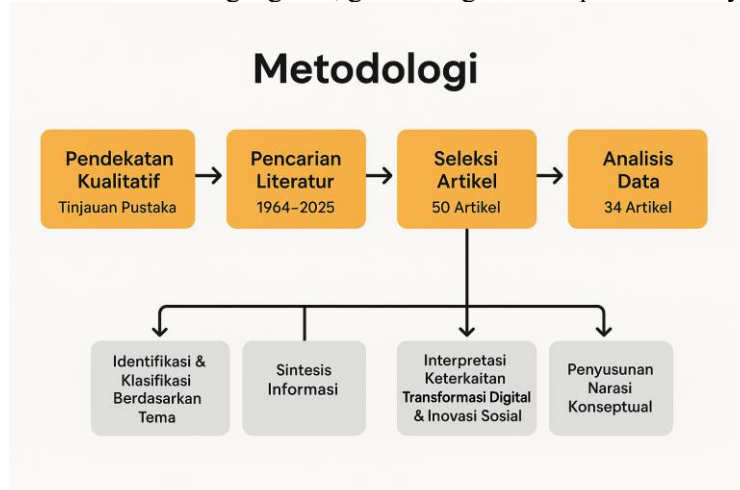 Metodologi
Pendekatan
Kualitatif
Tinjauan Pustaka
Pencarian
Literatur
1964–2025
Seleksi
Artikel
50 Artikel
Analisis
Data
34 Artikel
Identifikasi &
Klasifikasi
Berdasarkan
Tema
Sintesis
Informasi
Interpretasi
Keterkaitan
Transformasi Digital
& Inovasi Sosial
Penyusunan
Narasi
Konseptual